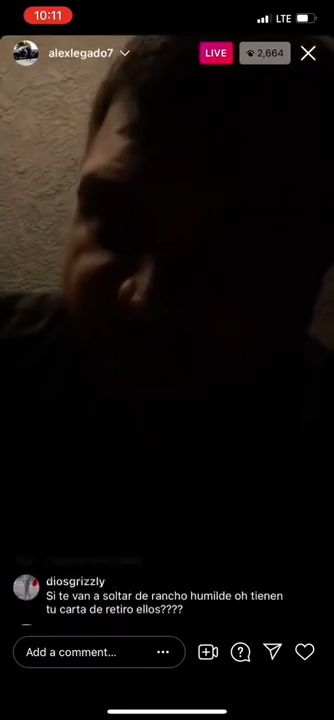 10:11
LTE
alexlegado7
LIVE
2,664
diosgrizzly
Si te van a soltar de rancho humilde oh tienen
tu carta de retiro ellos????
Add a comment...